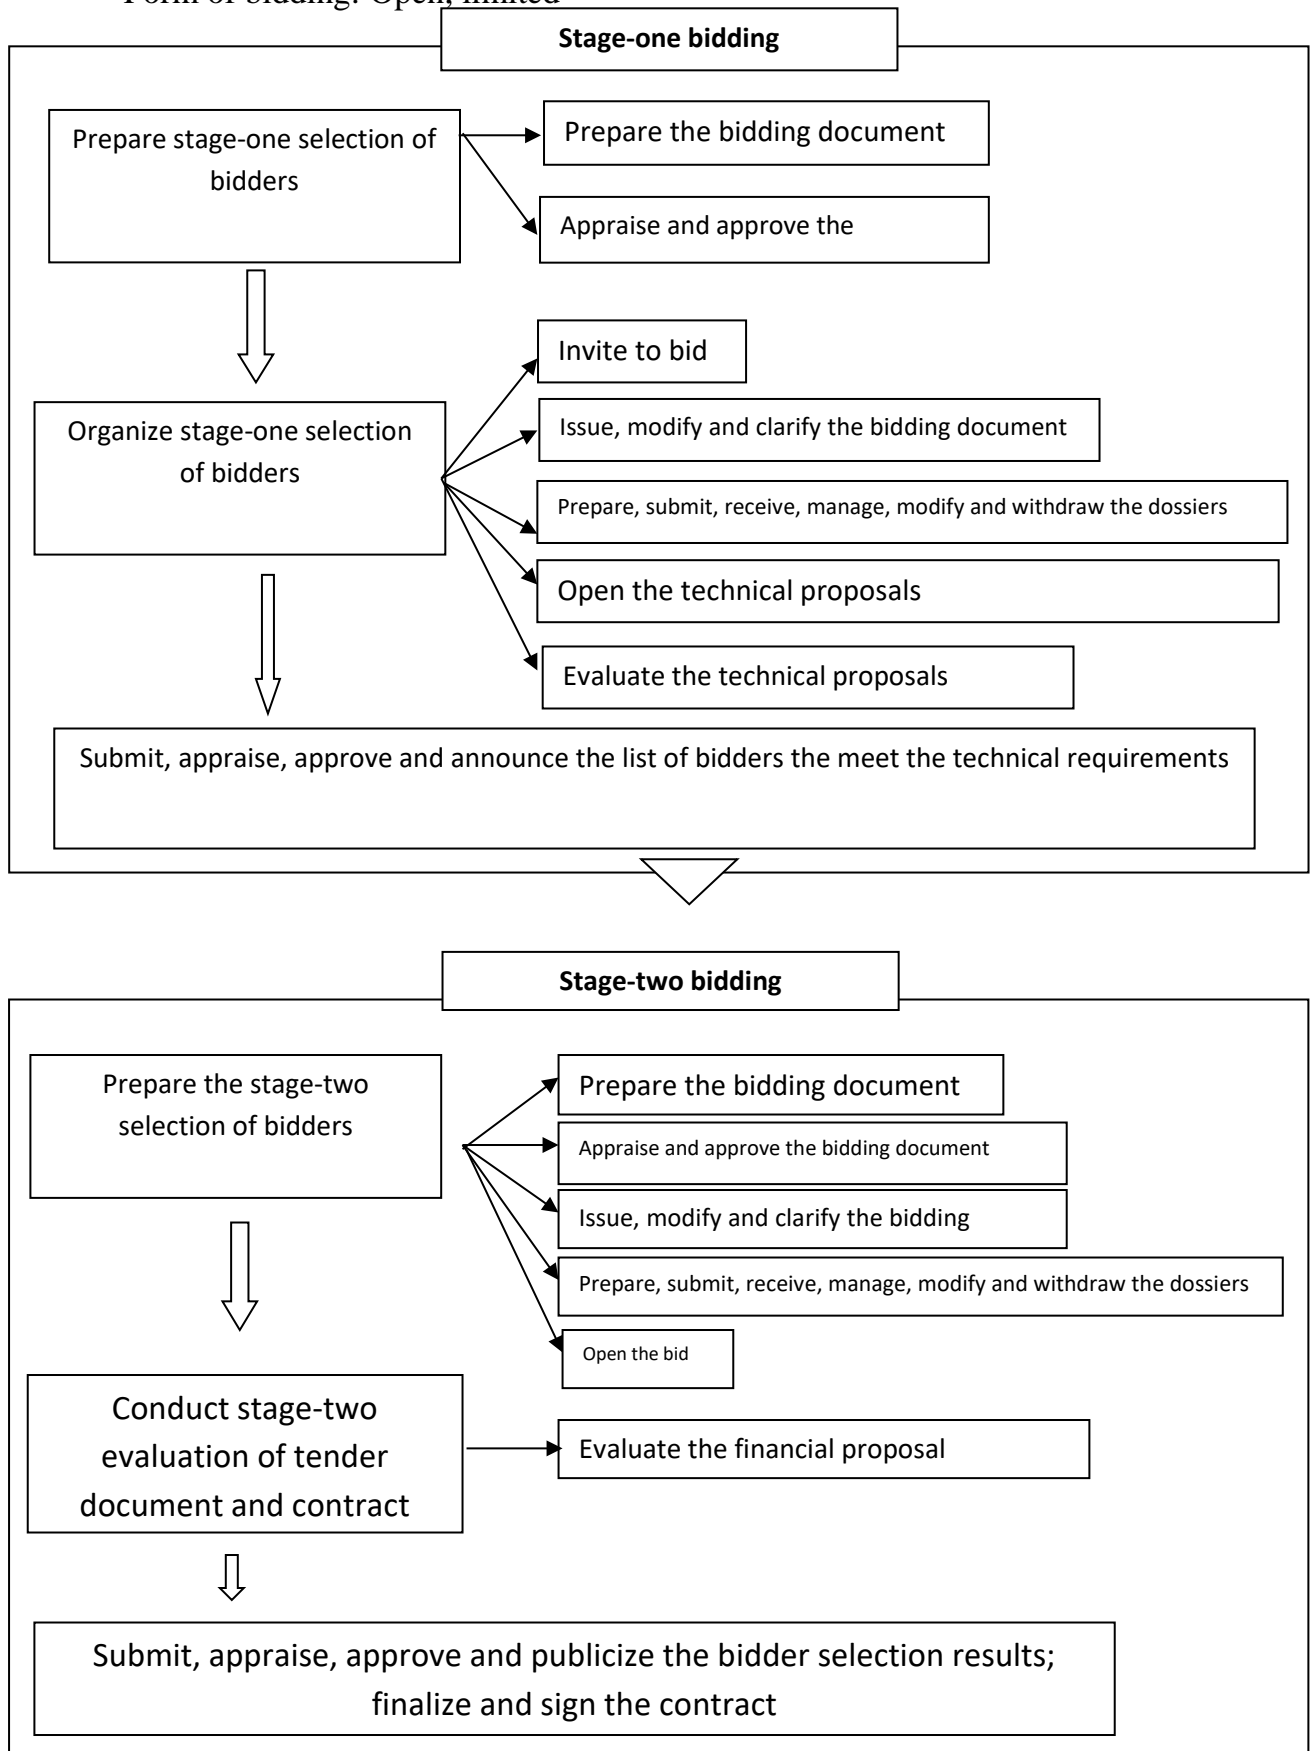 Form of bidding: Open, limited
Stage-one bidding
Prepare stage-one selection of
bidders
Prepare the bidding document
Appraise and approve the
Invite to bid
Organize stage-one selection
of bidders
Issue, modify and clarify the bidding document
Prepare, submit, receive, manage, modify and withdraw the dossiers
Open the technical proposals
Evaluate the technical proposals
Submit, appraise, approve and announce the list of bidders the meet the technical requirements
Stage-two bidding
Prepare the stage-two
selection of bidders
Prepare the bidding document
Appraise and approve the bidding document
Issue, modify and clarify the bidding
Prepare, submit, receive, manage, modify and withdraw the dossiers
Open the bid
Conduct stage-two
evaluation of tender
document and contract
Evaluate the financial proposal
Submit, appraise, approve and publicize the bidder selection results;
finalize and sign the contract